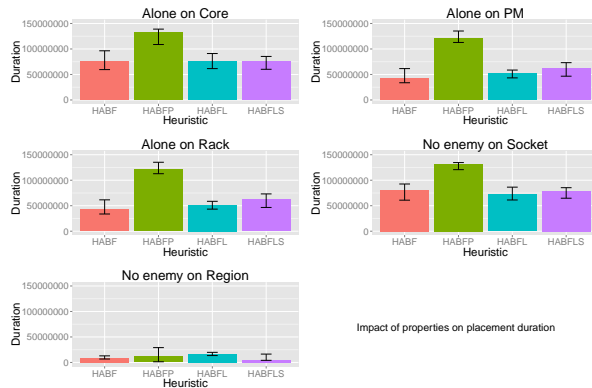 Alone on Core
Duration
150000000
100000000
50000000
0
HABF HABFP HABFL HABFLS
Heuristic
Alone on PM
Duration
150000000
100000000
50000000
0
HABF HABFP HABFL HABFLS
Heuristic
Alone on Rack
Duration
150000000
100000000
50000000
0
HABF HABFP HABFL HABFLS
Heuristic
No enemy on Socket
Duration
150000000
100000000
50000000
0
HABF HABFP HABFL HABFLS
Heuristic
No enemy on Region
Duration
150000000
100000000
50000000
0
HABF HABFP HABFL HABFLS
Heuristic
Impact of properties on placement duration